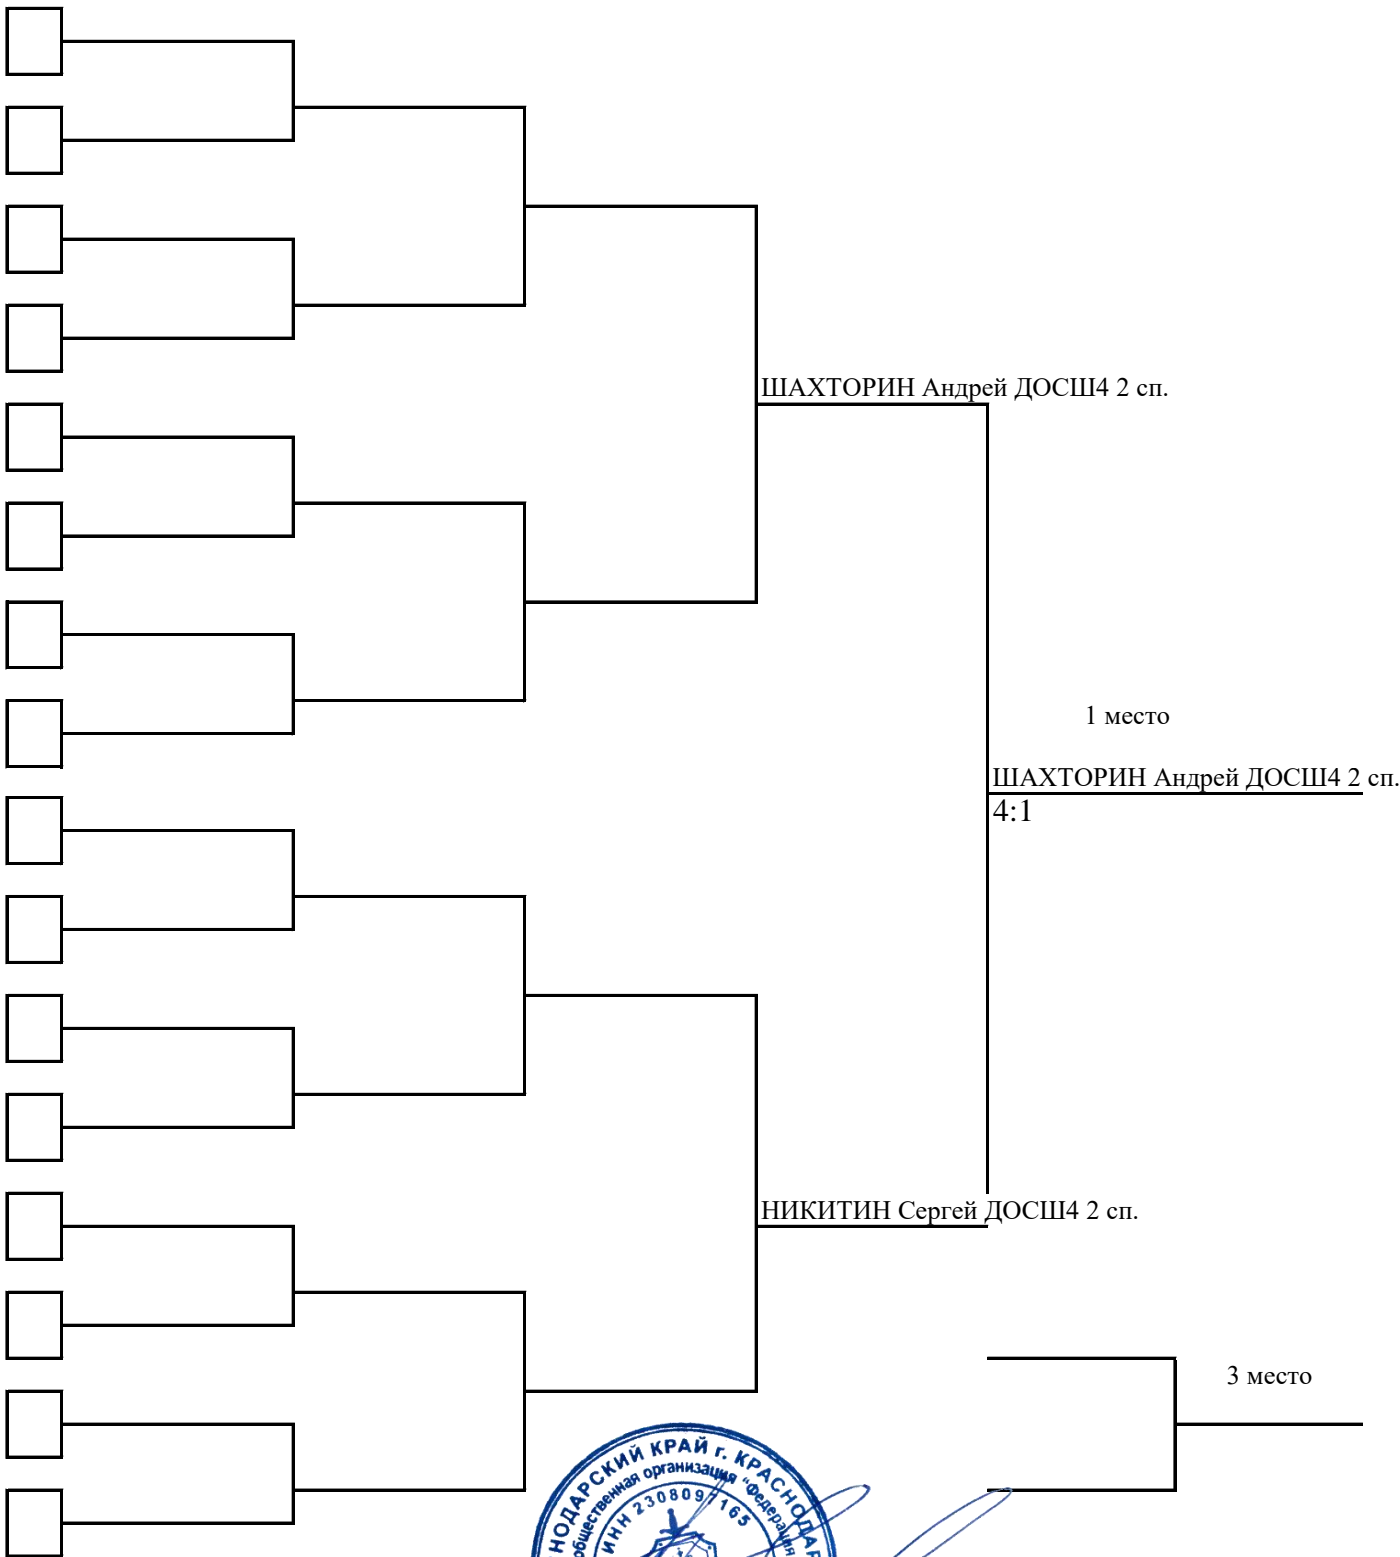 ШАХТОРИН Андрей ДОСШ4 2 сп.
1 место
ШАХТОРИН Андрей ДОСШ4 2 сп.
4:1
НИКИТИН Сергей ДОСШ4 2 сп.
3 место
НОДАРСКИЙ КРАЙ г. КРАСНОДАР
общественная организация "Федерация
ИНН 2308097165